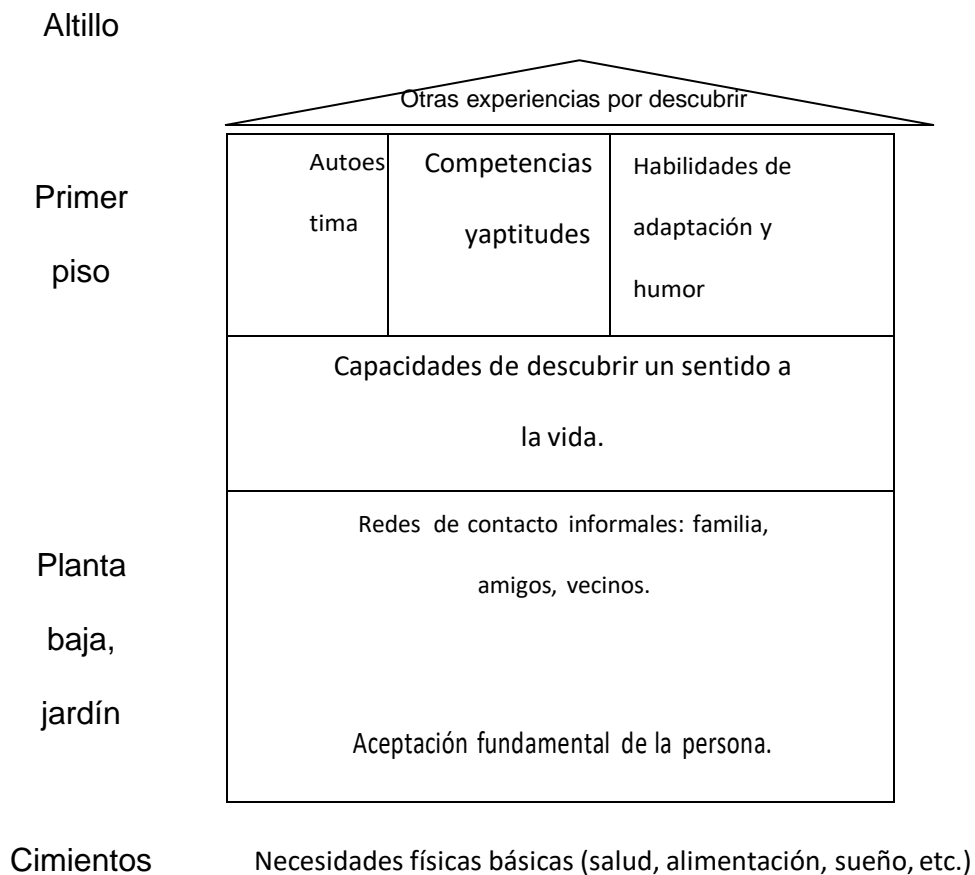 Altillo
Otras experiencias por descubrir
Primer
piso
Autoes
tima
Competencias
yaptitudes
Habilidades de
adaptación y
humor
Capacidades de descubrir un sentido a
la vida.
Planta
baja,
jardín
Redes de contacto informales: familia,
amigos, vecinos.
Aceptación fundamental de la persona.
Cimientos
Necesidades físicas básicas (salud, alimentación, sueño, etc.)